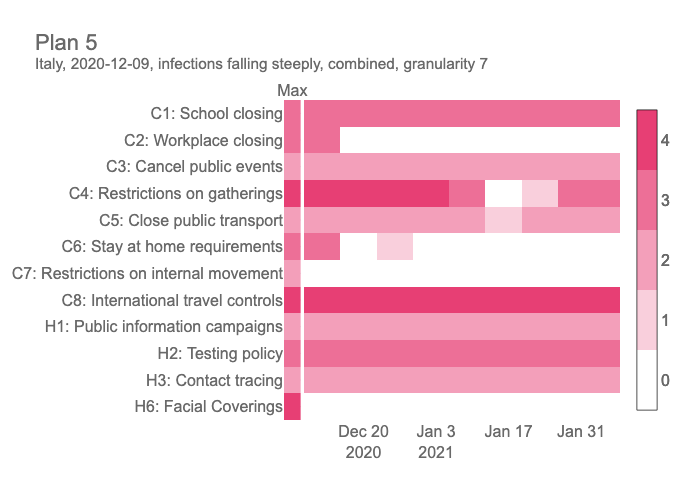 Plan 5
Italy, 2020-12-09, infections falling steeply, combined, granularity 7
Max
C1: School closing
C2: Workplace closing
C3: Cancel public events
C4: Restrictions on gatherings
C5: Close public transport
C6: Stay at home requirements
C7: Restrictions on internal movement
C8: International travel controls
H1: Public information campaigns
H2: Testing policy
H3: Contact tracing
H6: Facial Coverings
Dec 20 Jan 3 Jan 17 Jan 31
2020 2021
4
3
2
1
0